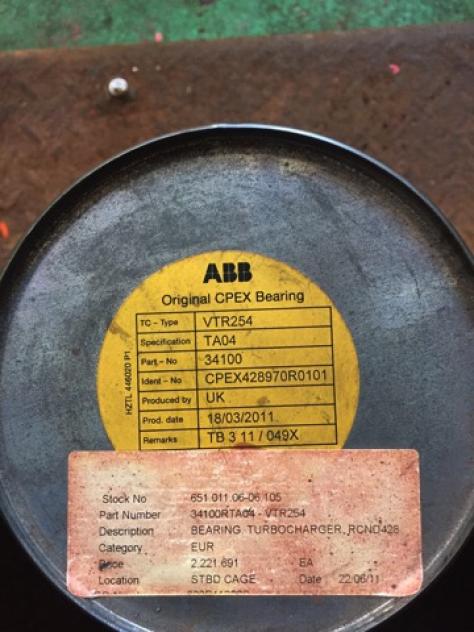 ABB
Original CPEX Bearing
TC - Type VTR254
Specification TA04
Part - No 34100
Ident - No CPEX428970R0101
Produced by UK
Prod. date 18/03/2011
Remarks TB 3 11 / 049X
HZTL 446020 P1
Stock No 651 011.06-06.105
Part Number 34100RTA04 - VTR254
Description BEARING TURBOCHARGER, RCND428
Category EUR
Price 2.221.691 EA
Location STBD CAGE Date 22/06/11